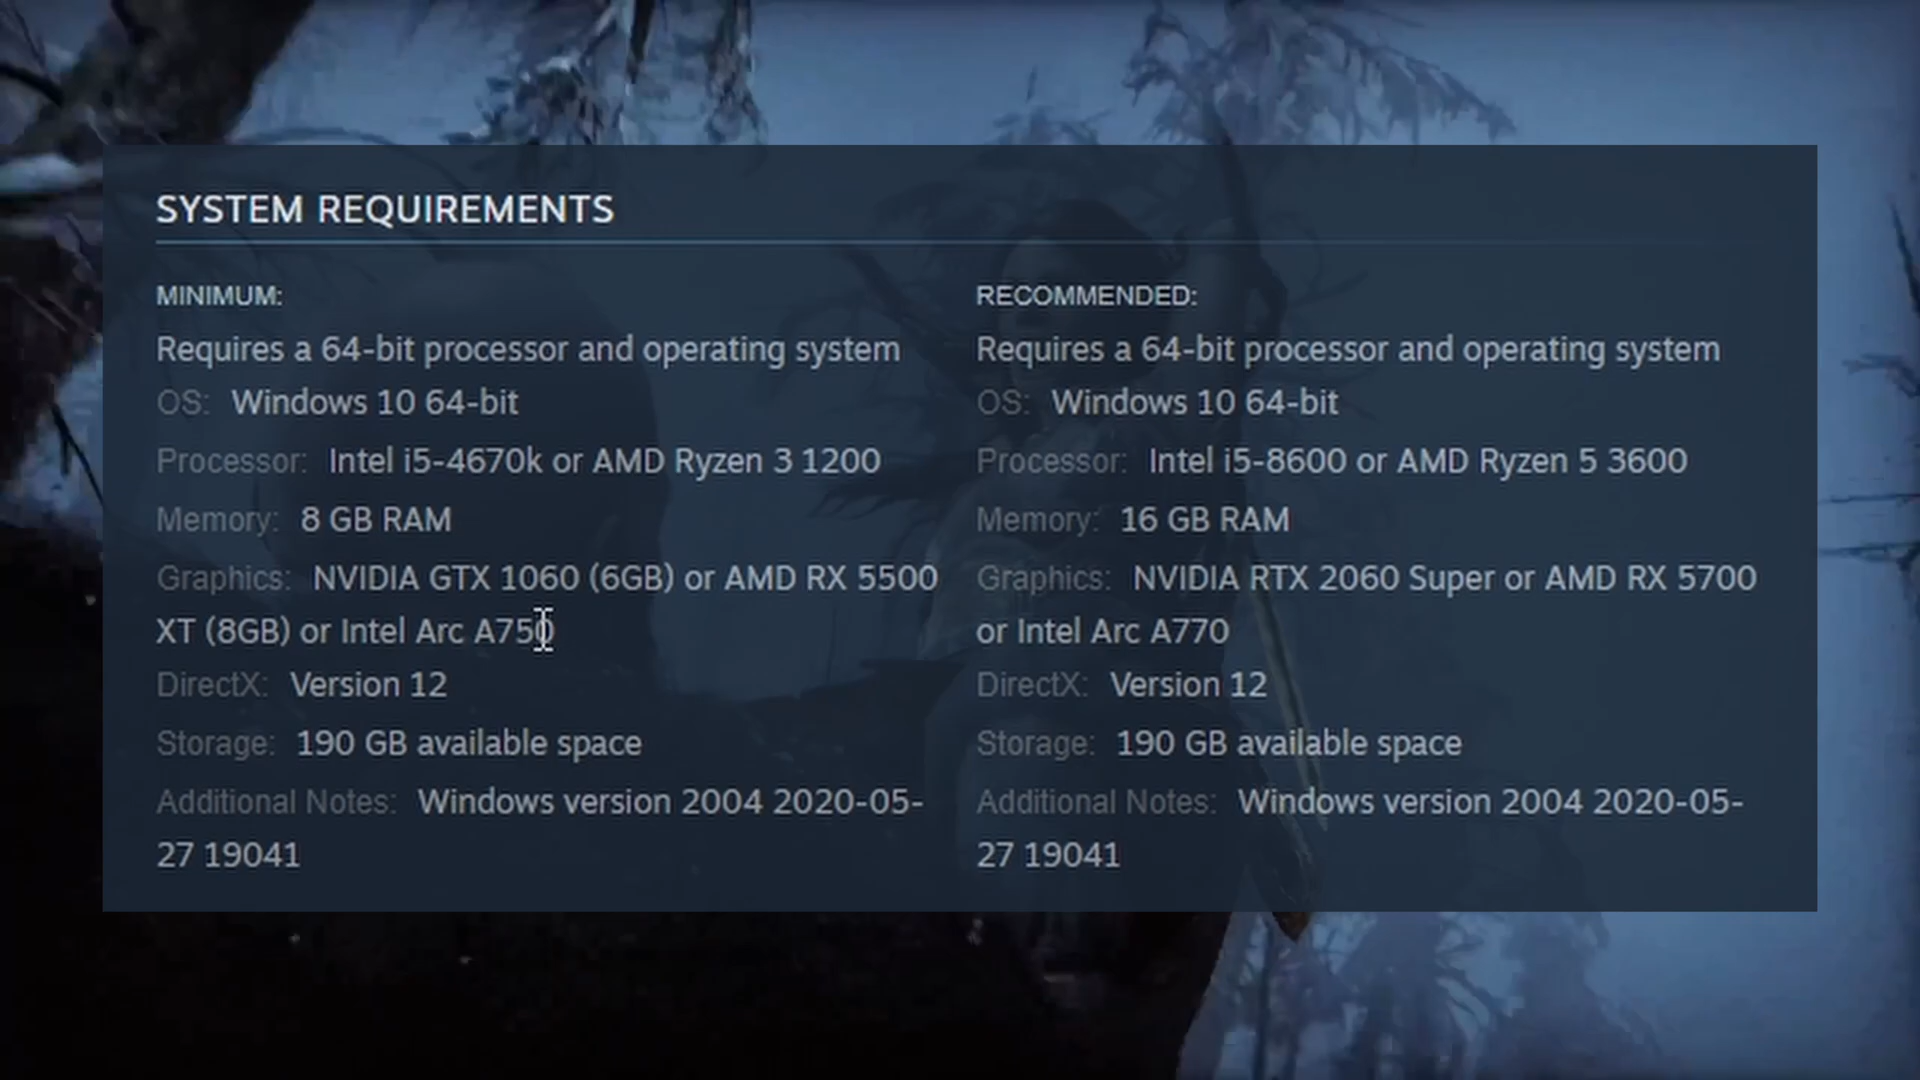 SYSTEM REQUIREMENTS
MINIMUM:
Requires a 64-bit processor and operating system
OS: Windows 10 64-bit
Processor: Intel i5-4670k or AMD Ryzen 3 1200
Memory: 8 GB RAM
Graphics: NVIDIA GTX 1060 (6GB) or AMD RX 5500
XT (8GB) or Intel Arc A750
DirectX: Version 12
Storage: 190 GB available space
Additional Notes: Windows version 2004 2020-05-
27 19041
RECOMMENDED:
Requires a 64-bit processor and operating system
OS: Windows 10 64-bit
Processor: Intel i5-8600 or AMD Ryzen 5 3600
Memory: 16 GB RAM
Graphics: NVIDIA RTX 2060 Super or AMD RX 5700
or Intel Arc A770
DirectX: Version 12
Storage: 190 GB available space
Additional Notes: Windows version 2004 2020-05-
27 19041